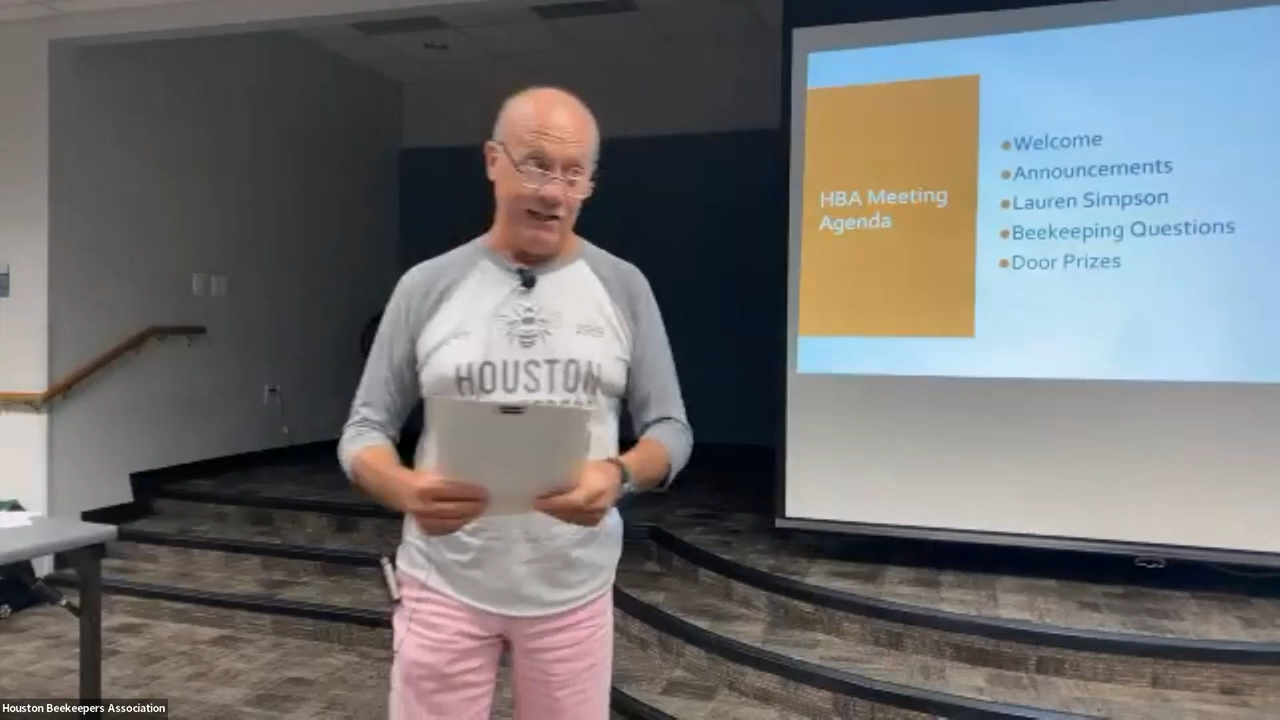 HBA Meeting
Agenda
Welcome
Announcements
Lauren Simpson
Beekeeping Questions
Door Prizes
HOUSTON
Houston Beekeepers Association